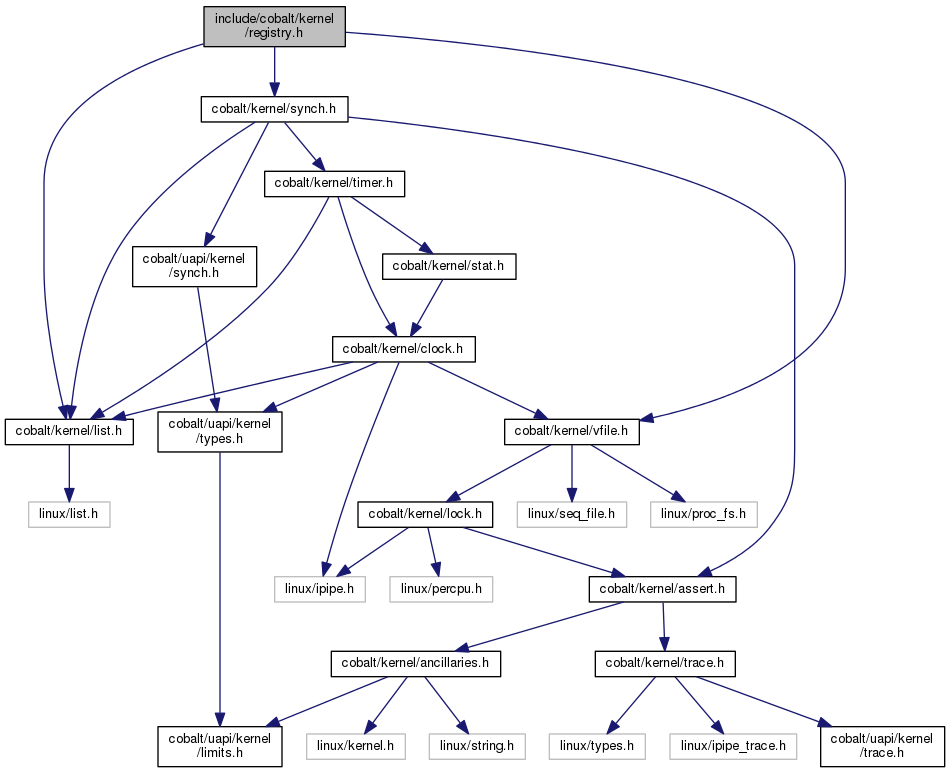 include/cobalt/kernel
/registry.h
cobalt/kernel/synch.h
cobalt/kernel/timer.h
cobalt/uapi/kernel
/synch.h
cobalt/kernel/stat.h
cobalt/kernel/clock.h
cobalt/kernel/list.h
cobalt/uapi/kernel
/types.h
cobalt/kernel/vfile.h
linux/list.h
cobalt/kernel/lock.h
linux/seq_file.h
linux/proc_fs.h
linux/ipipe.h
linux/percpu.h
cobalt/kernel/assert.h
cobalt/kernel/ancillaries.h
cobalt/kernel/trace.h
cobalt/uapi/kernel
/limits.h
linux/kernel.h
linux/string.h
linux/types.h
linux/ipipe_trace.h
cobalt/uapi/kernel
/trace.h